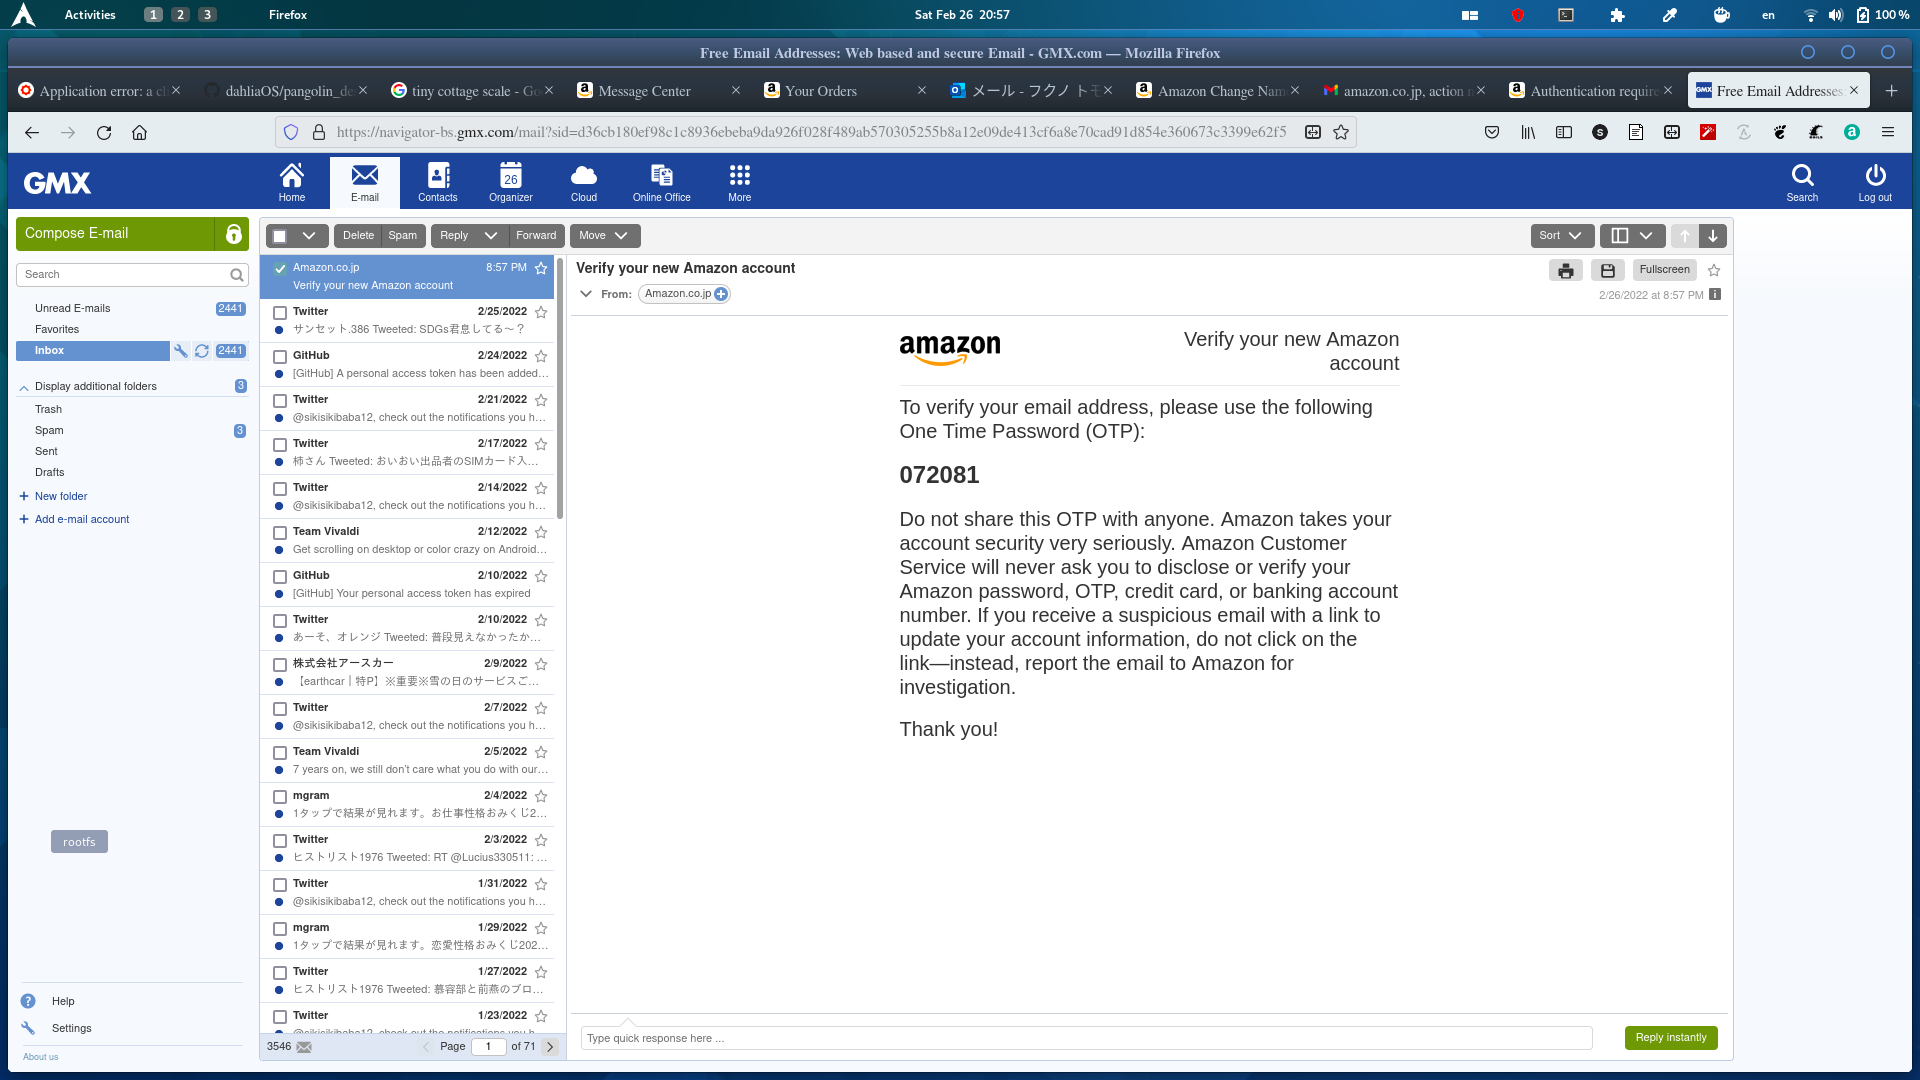 Activities
1 2 3
Firefox
Sat Feb 26 20:57
en
100 %
Free Email Addresses: Web based and secure Email - GMX.com — Mozilla Firefox
Application error: a cl
dahliaOS/pangolin_de
tiny cottage scale - Go
Message Center
Your Orders
メール - フクノ トモ
Amazon Change Nam
amazon.co.jp, action n
Authentication require
Free Email Addresses:
https://navigator-bs.gmx.com/mail?sid=d36cb180ef98c1c8936ebeba9da926f028f489ab570305255b8a12e09de413cf6a8e70cad91d854e360673c3399e62f5
GMX
Home
E-mail
Contacts
26
Organizer
Cloud
Online Office
More
Search
Log out
Compose E-mail
Search
Unread E-mails 2441
Favorites
Inbox 2441
Display additional folders 3
Trash
Spam 3
Sent
Drafts
+ New folder
+ Add e-mail account
rootfs
Help
Settings
About us
Delete Spam Reply Forward Move
Sort
Amazon.co.jp 8:57 PM
Verify your new Amazon account
Twitter 2/25/2022
サンセット.386 Tweeted: SDGs君息してる〜？
GitHub 2/24/2022
[GitHub] A personal access token has been added...
Twitter 2/21/2022
@sikisikibaba12, check out the notifications you h...
Twitter 2/17/2022
柿さん Tweeted: おいおい出品者のSIMカード入...
Twitter 2/14/2022
@sikisikibaba12, check out the notifications you h...
Team Vivaldi 2/12/2022
Get scrolling on desktop or color crazy on Android...
GitHub 2/10/2022
[GitHub] Your personal access token has expired
Twitter 2/10/2022
あーそ、オレンジ Tweeted: 普段見えなかったか...
株式会社アースカー 2/9/2022
【earthcar｜特P】※重要※雪の日のサービスご...
Twitter 2/7/2022
@sikisikibaba12, check out the notifications you h...
Team Vivaldi 2/5/2022
7 years on, we still don't care what you do with our...
mgram 2/4/2022
1タップで結果が見れます。お仕事性格おみくじ2...
Twitter 2/3/2022
ヒストリスト1976 Tweeted: RT @Lucius330511: ...
Twitter 1/31/2022
@sikisikibaba12, check out the notifications you h...
mgram 1/29/2022
1タップで結果が見れます。恋愛性格おみくじ202...
Twitter 1/27/2022
ヒストリスト1976 Tweeted: 慕容部と前燕のブロ...
Twitter 1/23/2022
@sikisikibaba12, check out the notifications you h...
3546
Page 1 of 71
Verify your new Amazon account
Fullscreen
From: Amazon.co.jp
2/26/2022 at 8:57 PM
amazon
Verify your new Amazon
account
To verify your email address, please use the following
One Time Password (OTP):
072081
Do not share this OTP with anyone. Amazon takes your
account security very seriously. Amazon Customer
Service will never ask you to disclose or verify your
Amazon password, OTP, credit card, or banking account
number. If you receive a suspicious email with a link to
update your account information, do not click on the
link—instead, report the email to Amazon for
investigation.
Thank you!
Type quick response here ...
Reply instantly